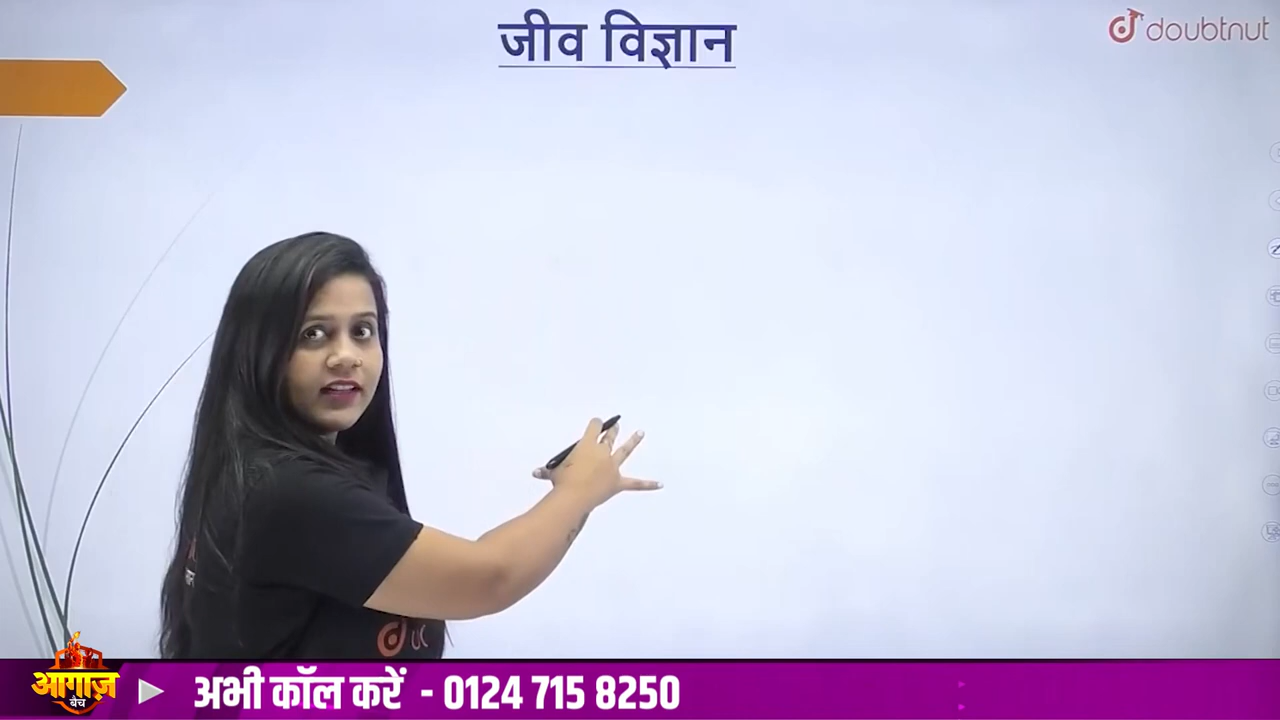 जीव विज्ञान
doubtnut
आगाज़
बैच
अभी कॉल करें - 0124 715 8250